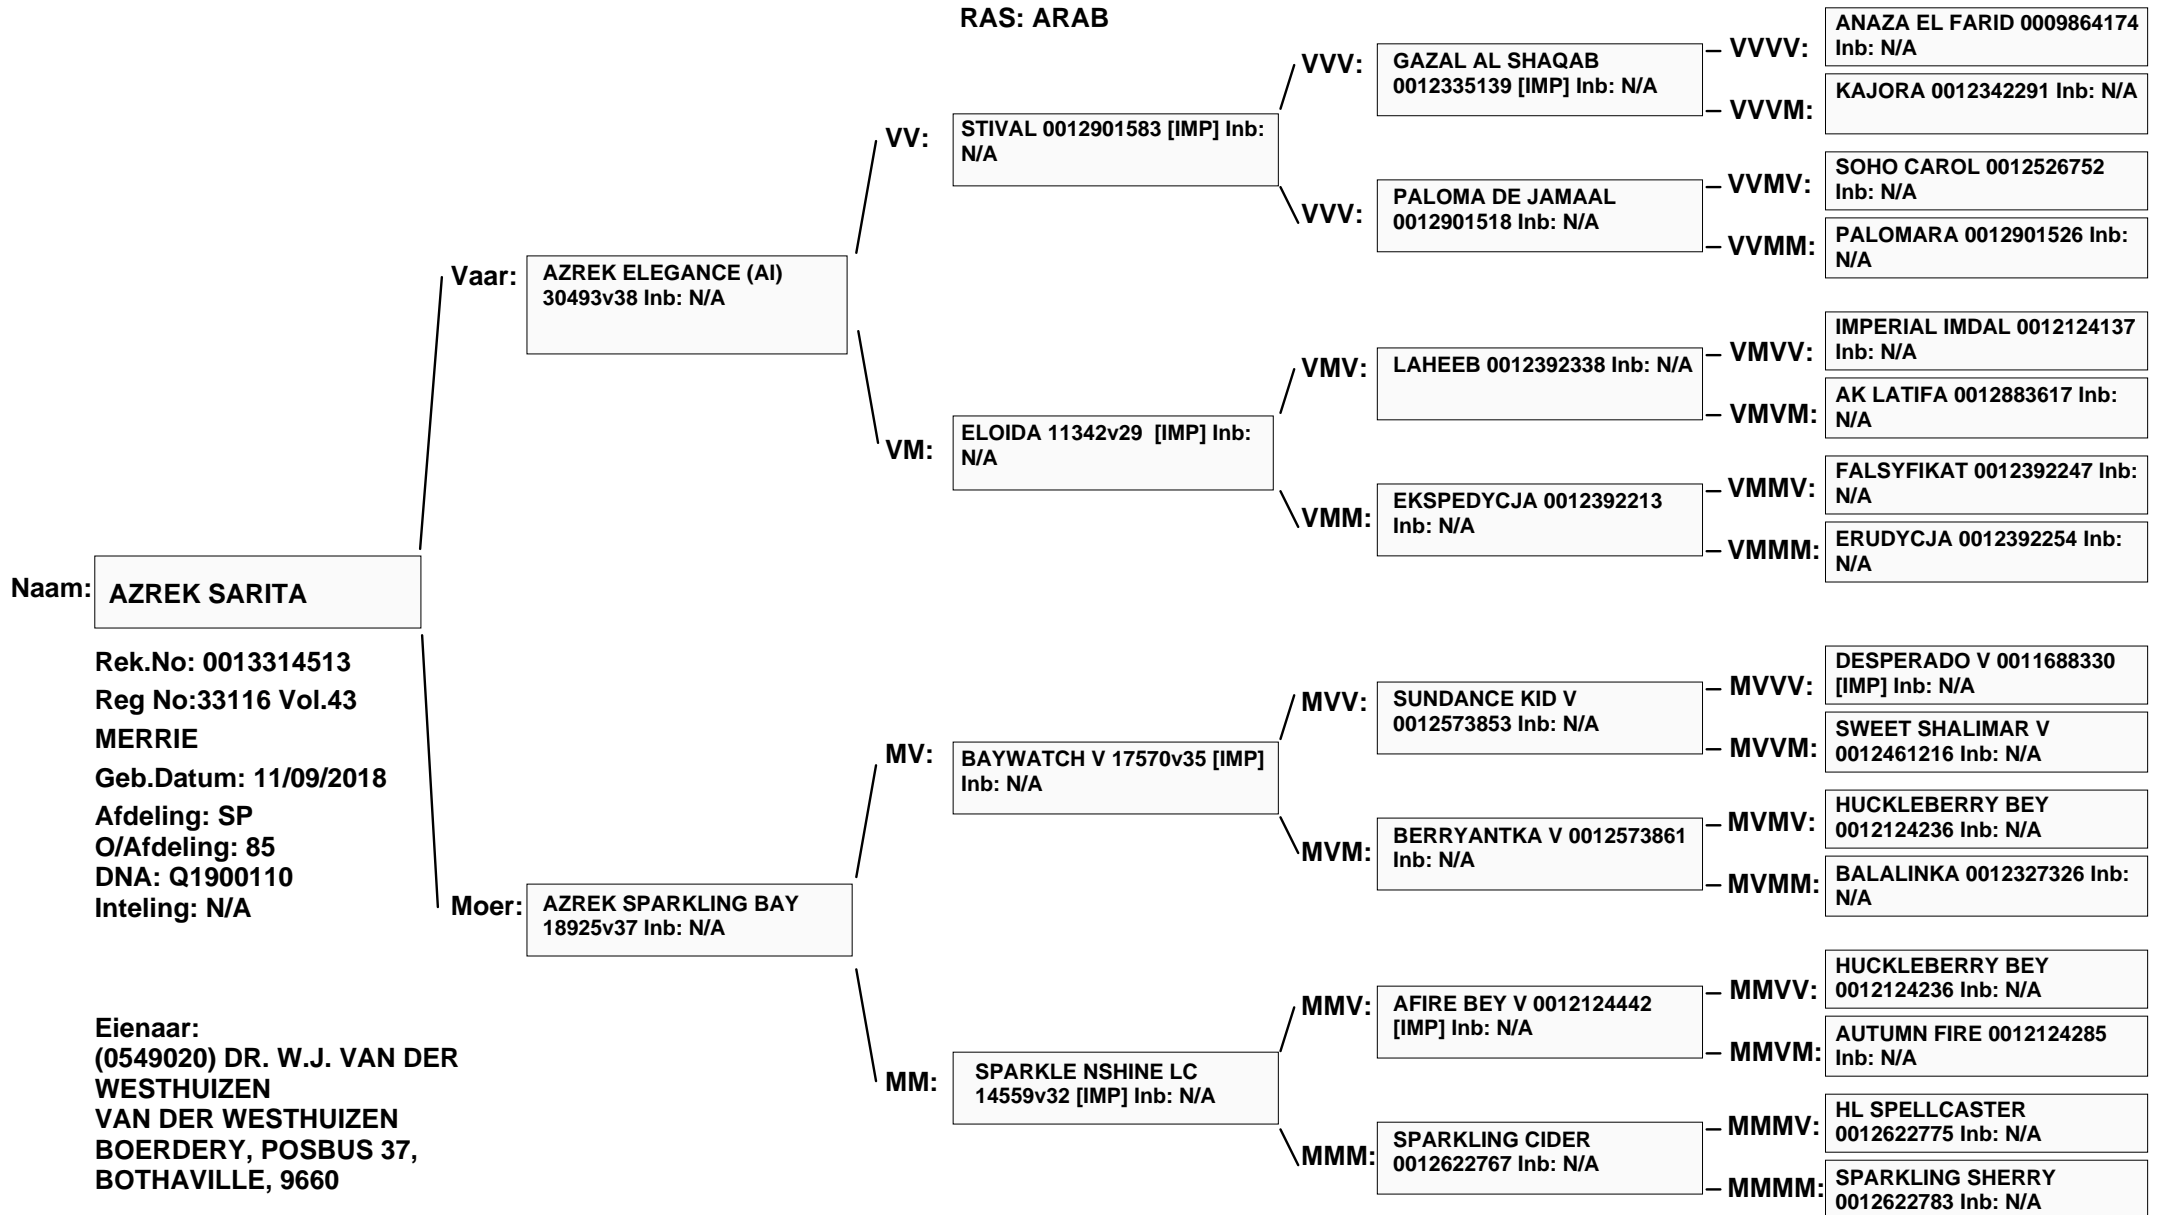 RAS: ARAB
Naam:
AZREK SARITA
Rek.No: 0013314513
Reg No:33116 Vol.43
MERRIE
Geb.Datum: 11/09/2018
Afdeling: SP
O/Afdeling: 85
DNA: Q1900110
Inteling: N/A
Eienaar:
(0549020) DR. W.J. VAN DER
WESTHUIZEN
VAN DER WESTHUIZEN
BOERDERY, POSBUS 37,
BOTHAVILLE, 9660
Vaar:
AZREK ELEGANCE (AI)
30493v38 Inb: N/A
Moer:
AZREK SPARKLING BAY
18925v37 Inb: N/A
VV:
STIVAL 0012901583 [IMP] Inb:
N/A
VM:
ELOIDA 11342v29 [IMP] Inb:
N/A
MV:
BAYWATCH V 17570v35 [IMP]
Inb: N/A
MM:
SPARKLE NSHINE LC
14559v32 [IMP] Inb: N/A
VVV:
GAZAL AL SHAQAB
0012335139 [IMP] Inb: N/A
VVV:
PALOMA DE JAMAAL
0012901518 Inb: N/A
VMV:
LAHEEB 0012392338 Inb: N/A
VMM:
EKSPEDYCJA 0012392213
Inb: N/A
MVV:
SUNDANCE KID V
0012573853 Inb: N/A
MVM:
BERRYANTKA V 0012573861
Inb: N/A
MMV:
AFIRE BEY V 0012124442
[IMP] Inb: N/A
MMM:
SPARKLING CIDER
0012622767 Inb: N/A
VVVV:
ANAZA EL FARID 0009864174
Inb: N/A
VVVM:
KAJORA 0012342291 Inb: N/A
VVMV:
SOHO CAROL 0012526752
Inb: N/A
VVMM:
PALOMARA 0012901526 Inb:
N/A
VMVV:
IMPERIAL IMDAL 0012124137
Inb: N/A
VMVM:
AK LATIFA 0012883617 Inb:
N/A
VMMV:
FALSYFIKAT 0012392247 Inb:
N/A
VMMM:
ERUDYCJA 0012392254 Inb:
N/A
MVVV:
DESPERADO V 0011688330
[IMP] Inb: N/A
MVVM:
SWEET SHALIMAR V
0012461216 Inb: N/A
MVMV:
HUCKLEBERRY BEY
0012124236 Inb: N/A
MVMM:
BALALINKA 0012327326 Inb:
N/A
MMVV:
HUCKLEBERRY BEY
0012124236 Inb: N/A
MMVM:
AUTUMN FIRE 0012124285
Inb: N/A
MMMV:
HL SPELLCASTER
0012622775 Inb: N/A
MMMM:
SPARKLING SHERRY
0012622783 Inb: N/A